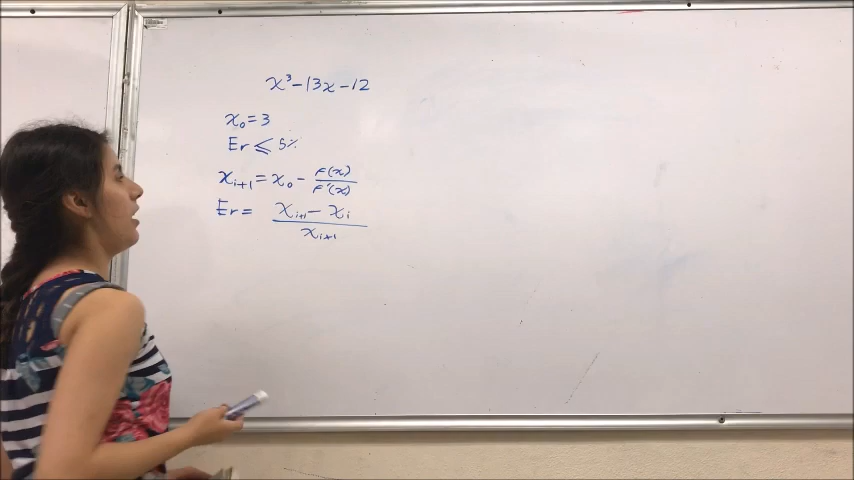 x³-13x-12
x₀=3
Er ≤ 5%
xᵢ₊₁ = x₀ - F(x)/F'(x)
Er= xᵢ₊₁ - xᵢ / xᵢ₊₁